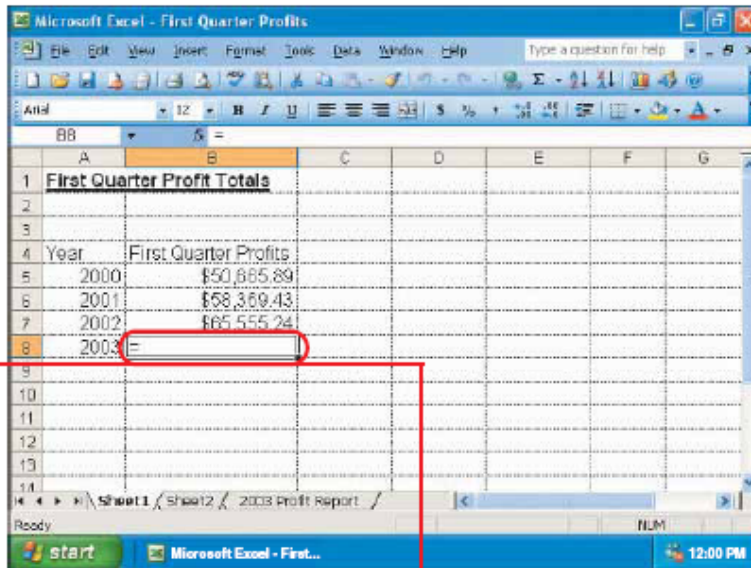 Microsoft Excel - First Quarter Profits
File Edit View Insert Format Tools Data Window Help Type a question for help
Arial 12 B I U $ % ,
B8 fx =
A B C D E F G
1 First Quarter Profit Totals
2
3
4 Year First Quarter Profits
5 2000 $50,665.89
6 2001 $58,369.43
7 2002 $65,555.24
8 2003 =
9
10
11
12
13
14
Sheet1 Sheet2 2003 Profit Report
Ready NUM
start Microsoft Excel - First... 12:00 PM